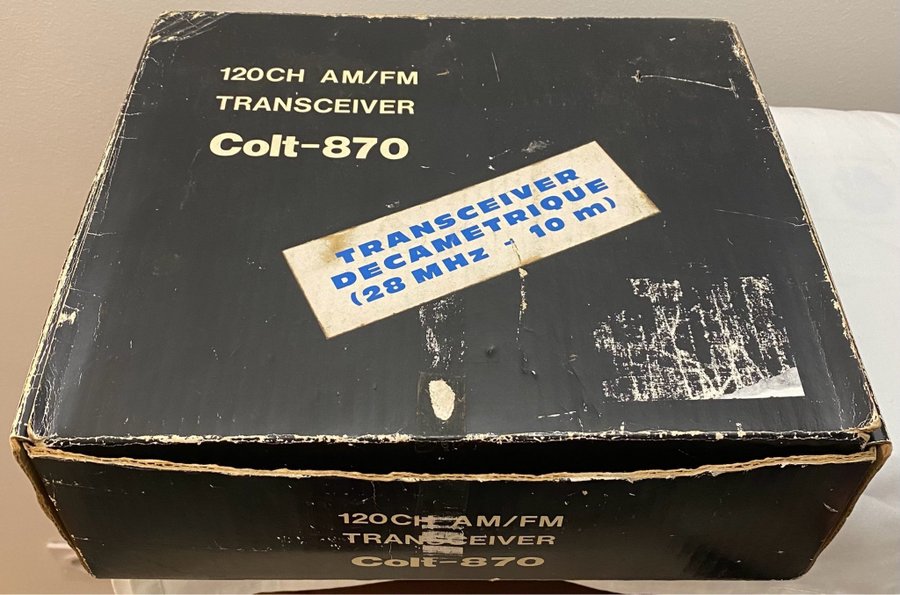 120CH AM/FM
TRANSCEIVER
Colt-870
TRANSCEIVER
DECAMETRIQUE
(28 MHz - 10 m)
120CH AM/FM
TRANSCEIVER
Colt-870